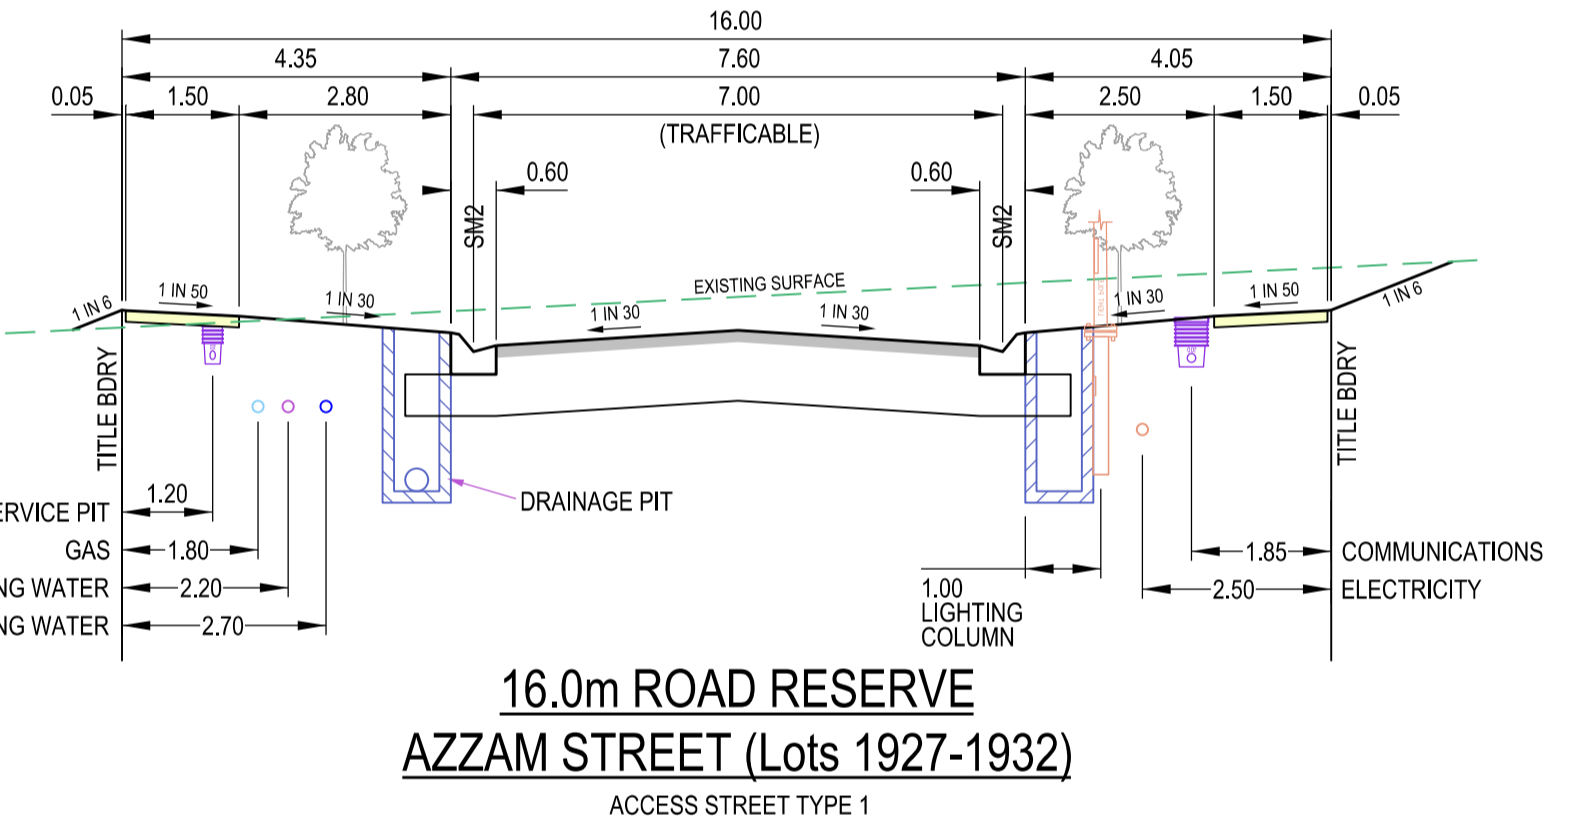 16.00
4.35 7.60 4.05
0.05 1.50 2.80 7.00 2.50 1.50 0.05
(TRAFFICABLE)
0.60 0.60
SM2 SM2
EXISTING SURFACE
1 IN 6 1 IN 50 1 IN 30 1 IN 30 1 IN 30 1 IN 30 1 IN 50 1 IN 6
TITLE BDRY TITLE BDRY
DRAINAGE PIT
ERVICE PIT 1.20
GAS 1.80 1.85 COMMUNICATIONS
NG WATER 2.20 1.00 2.50 ELECTRICITY
LIGHTING
NG WATER 2.70 COLUMN
16.0m ROAD RESERVE
AZZAM STREET (Lots 1927-1932)
ACCESS STREET TYPE 1